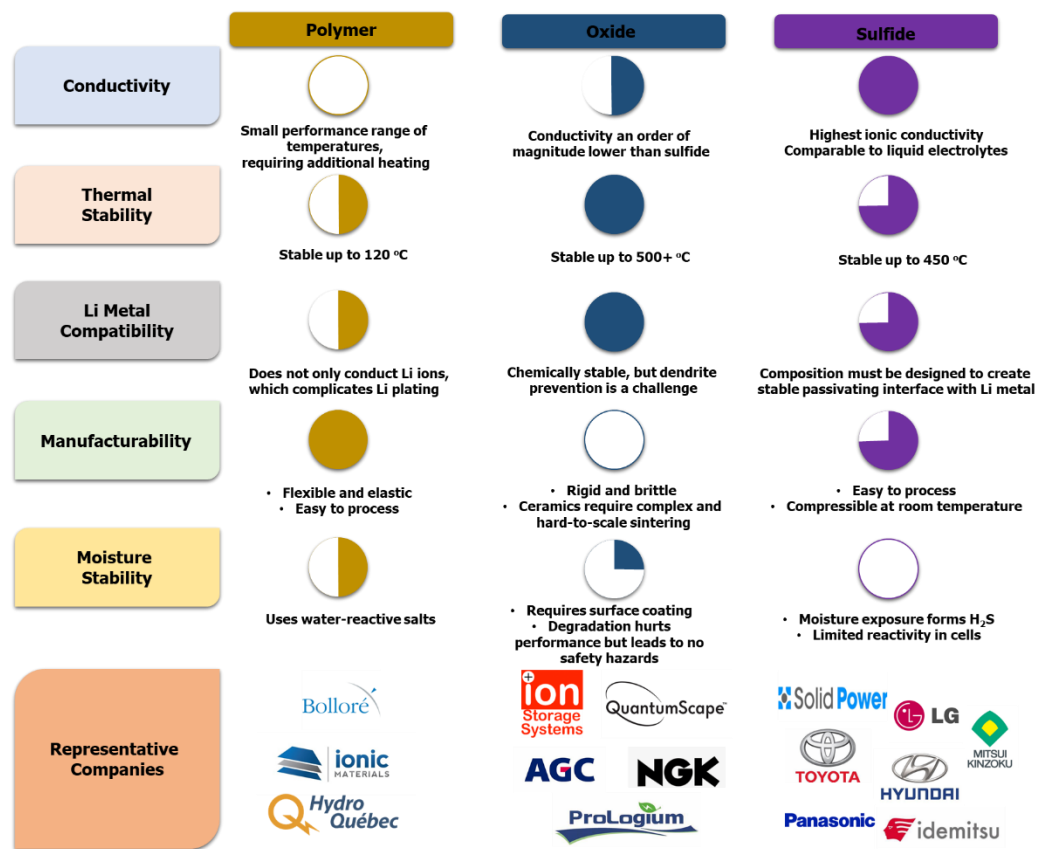 Polymer
Oxide
Sulfide
Conductivity
Small performance range of
temperatures,
requiring additional heating
Conductivity an order of
magnitude lower than sulfide
Highest ionic conductivity
Comparable to liquid electrolytes
Thermal
Stability
Stable up to 120 °C
Stable up to 500+ °C
Stable up to 450 °C
Li Metal
Compatibility
Does not only conduct Li ions,
which complicates Li plating
Chemically stable, but dendrite
prevention is a challenge
Composition must be designed to create
stable passivating interface with Li metal
Manufacturability
• Flexible and elastic
• Easy to process
• Rigid and brittle
• Ceramics require complex and
hard-to-scale sintering
• Easy to process
• Compressible at room temperature
Moisture
Stability
Uses water-reactive salts
• Requires surface coating
• Degradation hurts
performance but leads to no
safety hazards
• Moisture exposure forms H₂S
• Limited reactivity in cells
Representative
Companies
Bolloré
ionic
MATERIALS
Hydro
Québec
ion
Storage
Systems
QuantumScape™
AGC
NGK
ProLogium
Solid Power
LG
MITSUI
KINZOKU
TOYOTA
HYUNDAI
Panasonic
idemitsu